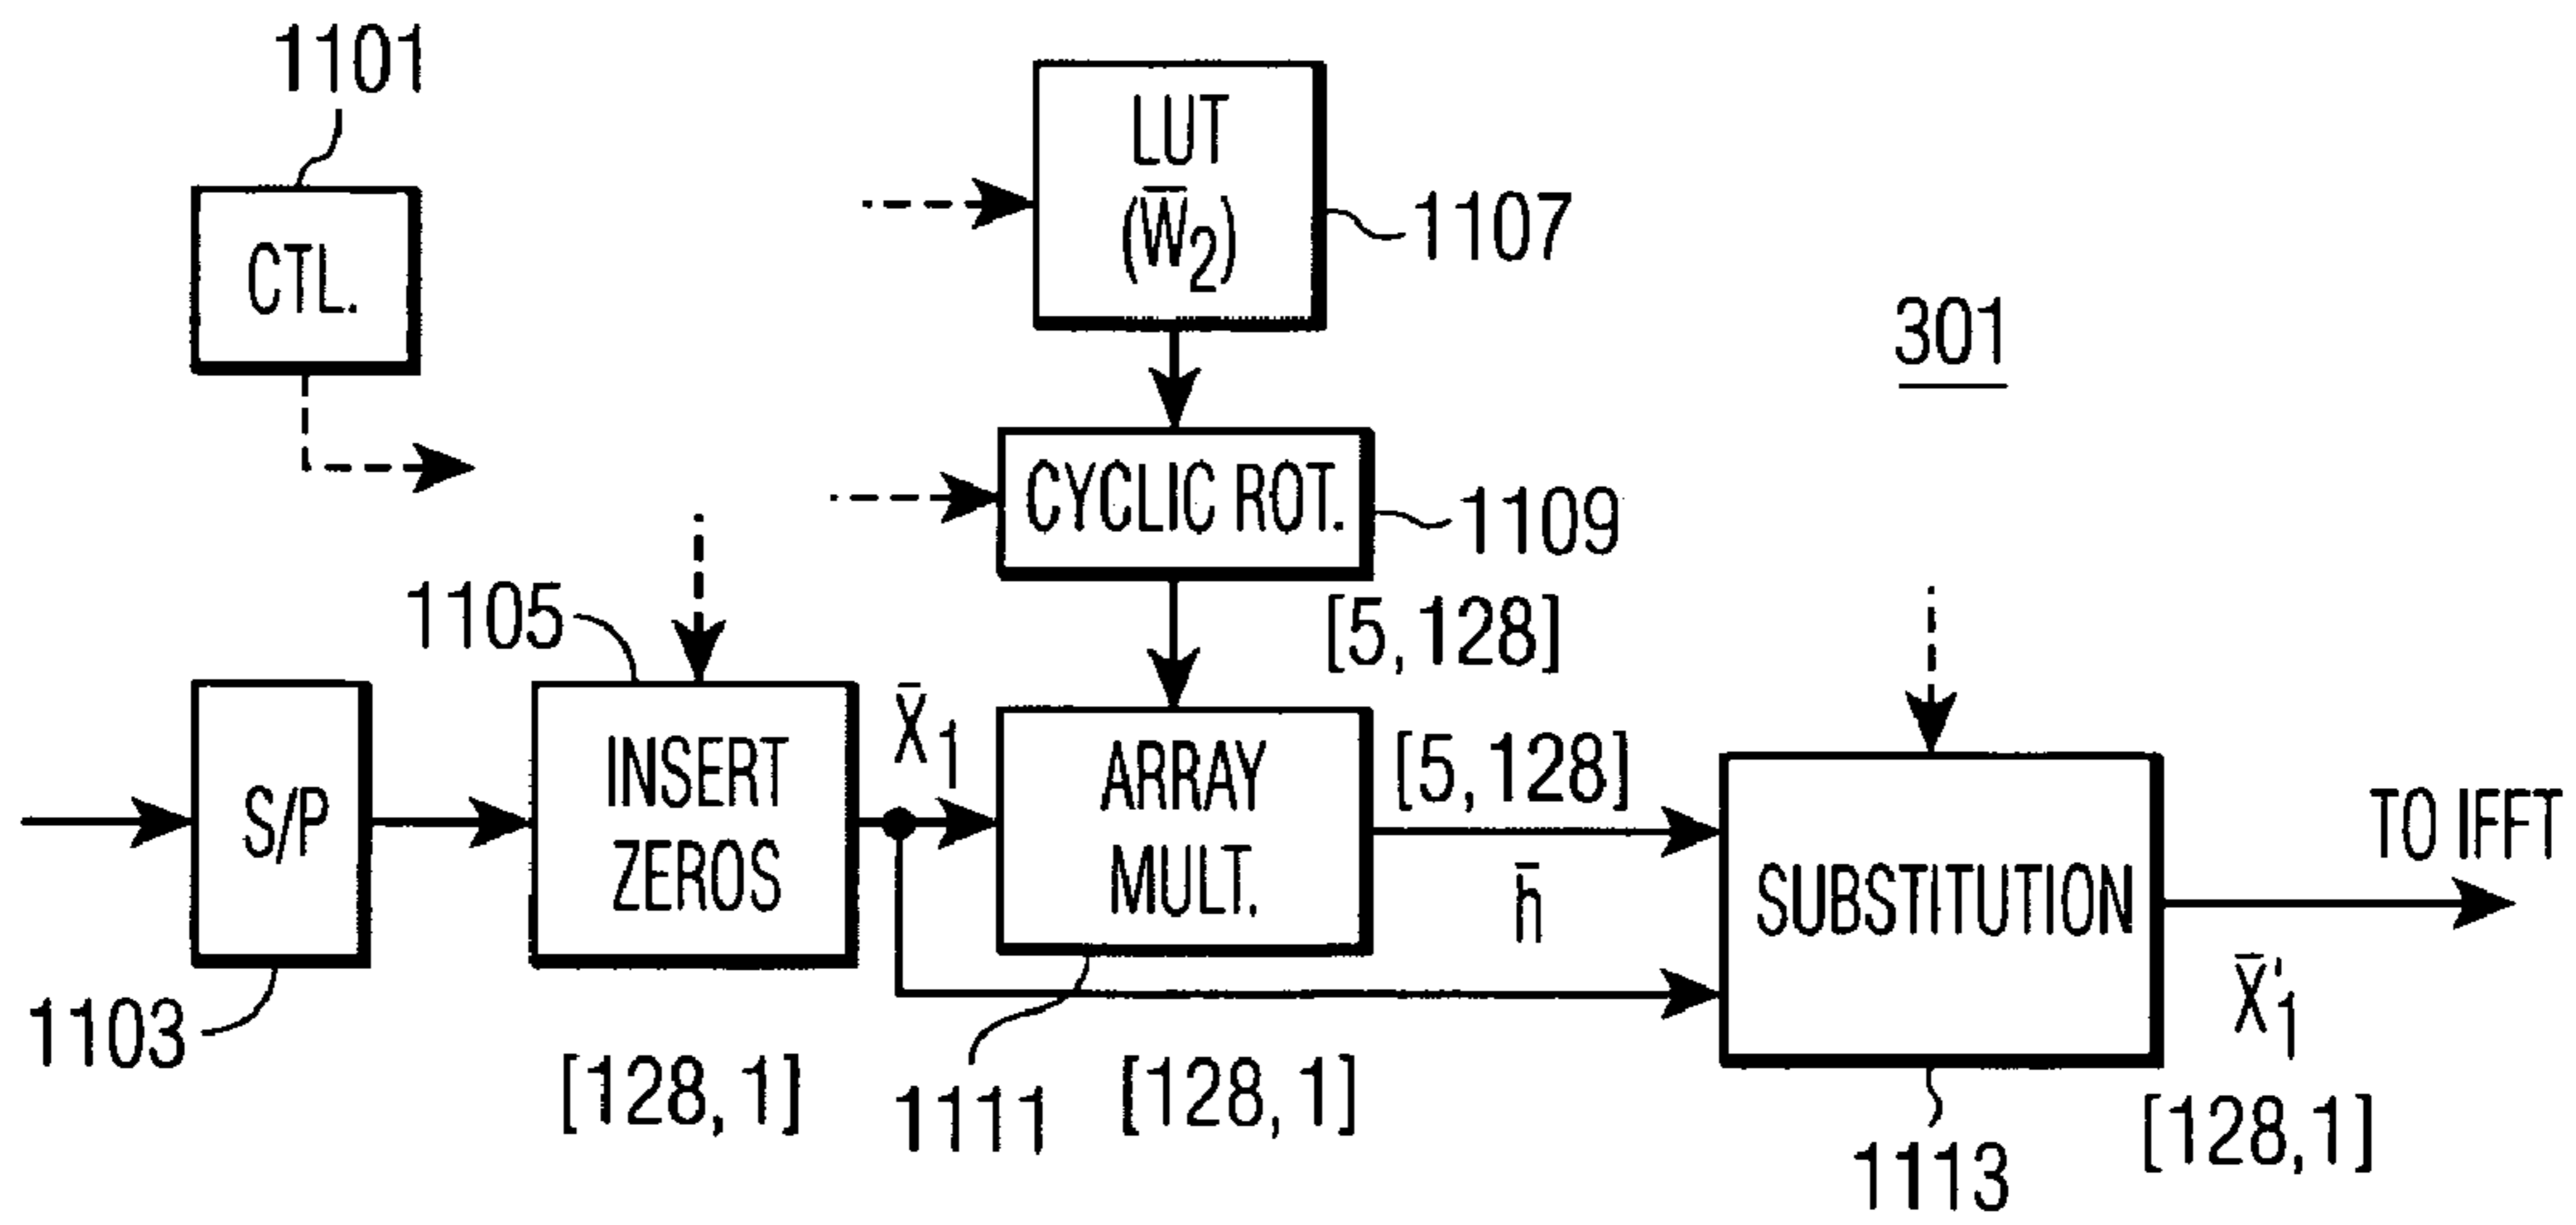 1101
CTL.
LUT
(W̄₂)
1107
301
CYCLIC ROT.
1109
[5,128]
1105
S/P
1103
INSERT
ZEROS
[128,1]
X̄₁
ARRAY
MULT.
1111
[128,1]
[5,128]
h̄
SUBSTITUTION
1113
TO IFFT
X̄'₁
[128,1]